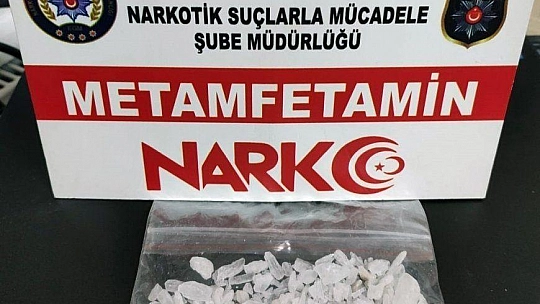 NARKOTİK SUÇLARLA MÜCADELE
ŞUBE MÜDÜRLÜĞÜ
METAMFETAMİN
NARKO